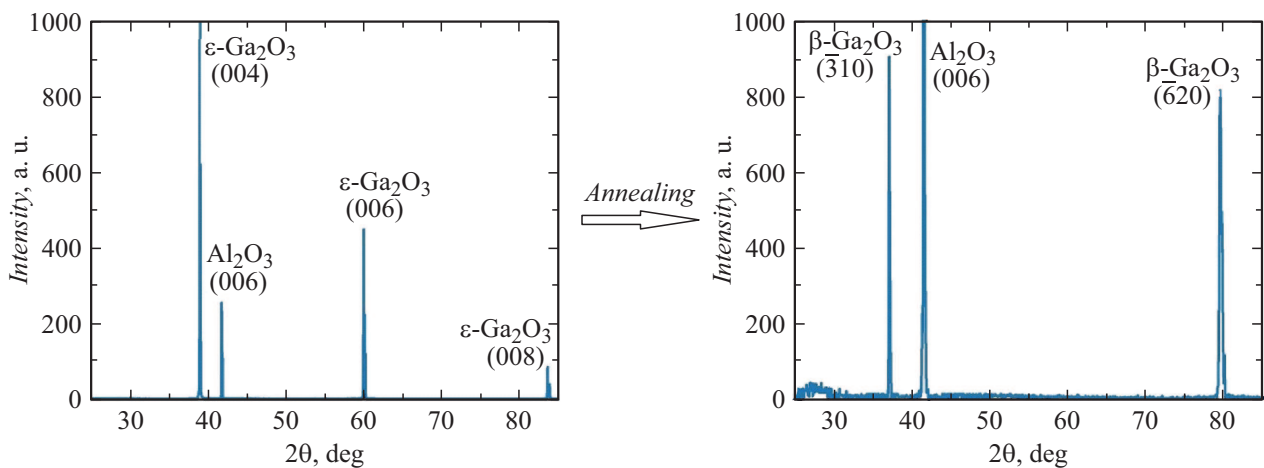 1000
800
600
400
200
0
Intensity, a. u.
30 40 50 60 70 80
2θ, deg
ε-Ga₂O₃
(004)
Al₂O₃
(006)
ε-Ga₂O₃
(006)
ε-Ga₂O₃
(008)
Annealing
1000
800
600
400
200
0
Intensity, a. u.
30 40 50 60 70 80
2θ, deg
β-Ga₂O₃
(3̅10)
Al₂O₃
(006)
β-Ga₂O₃
(6̅20)